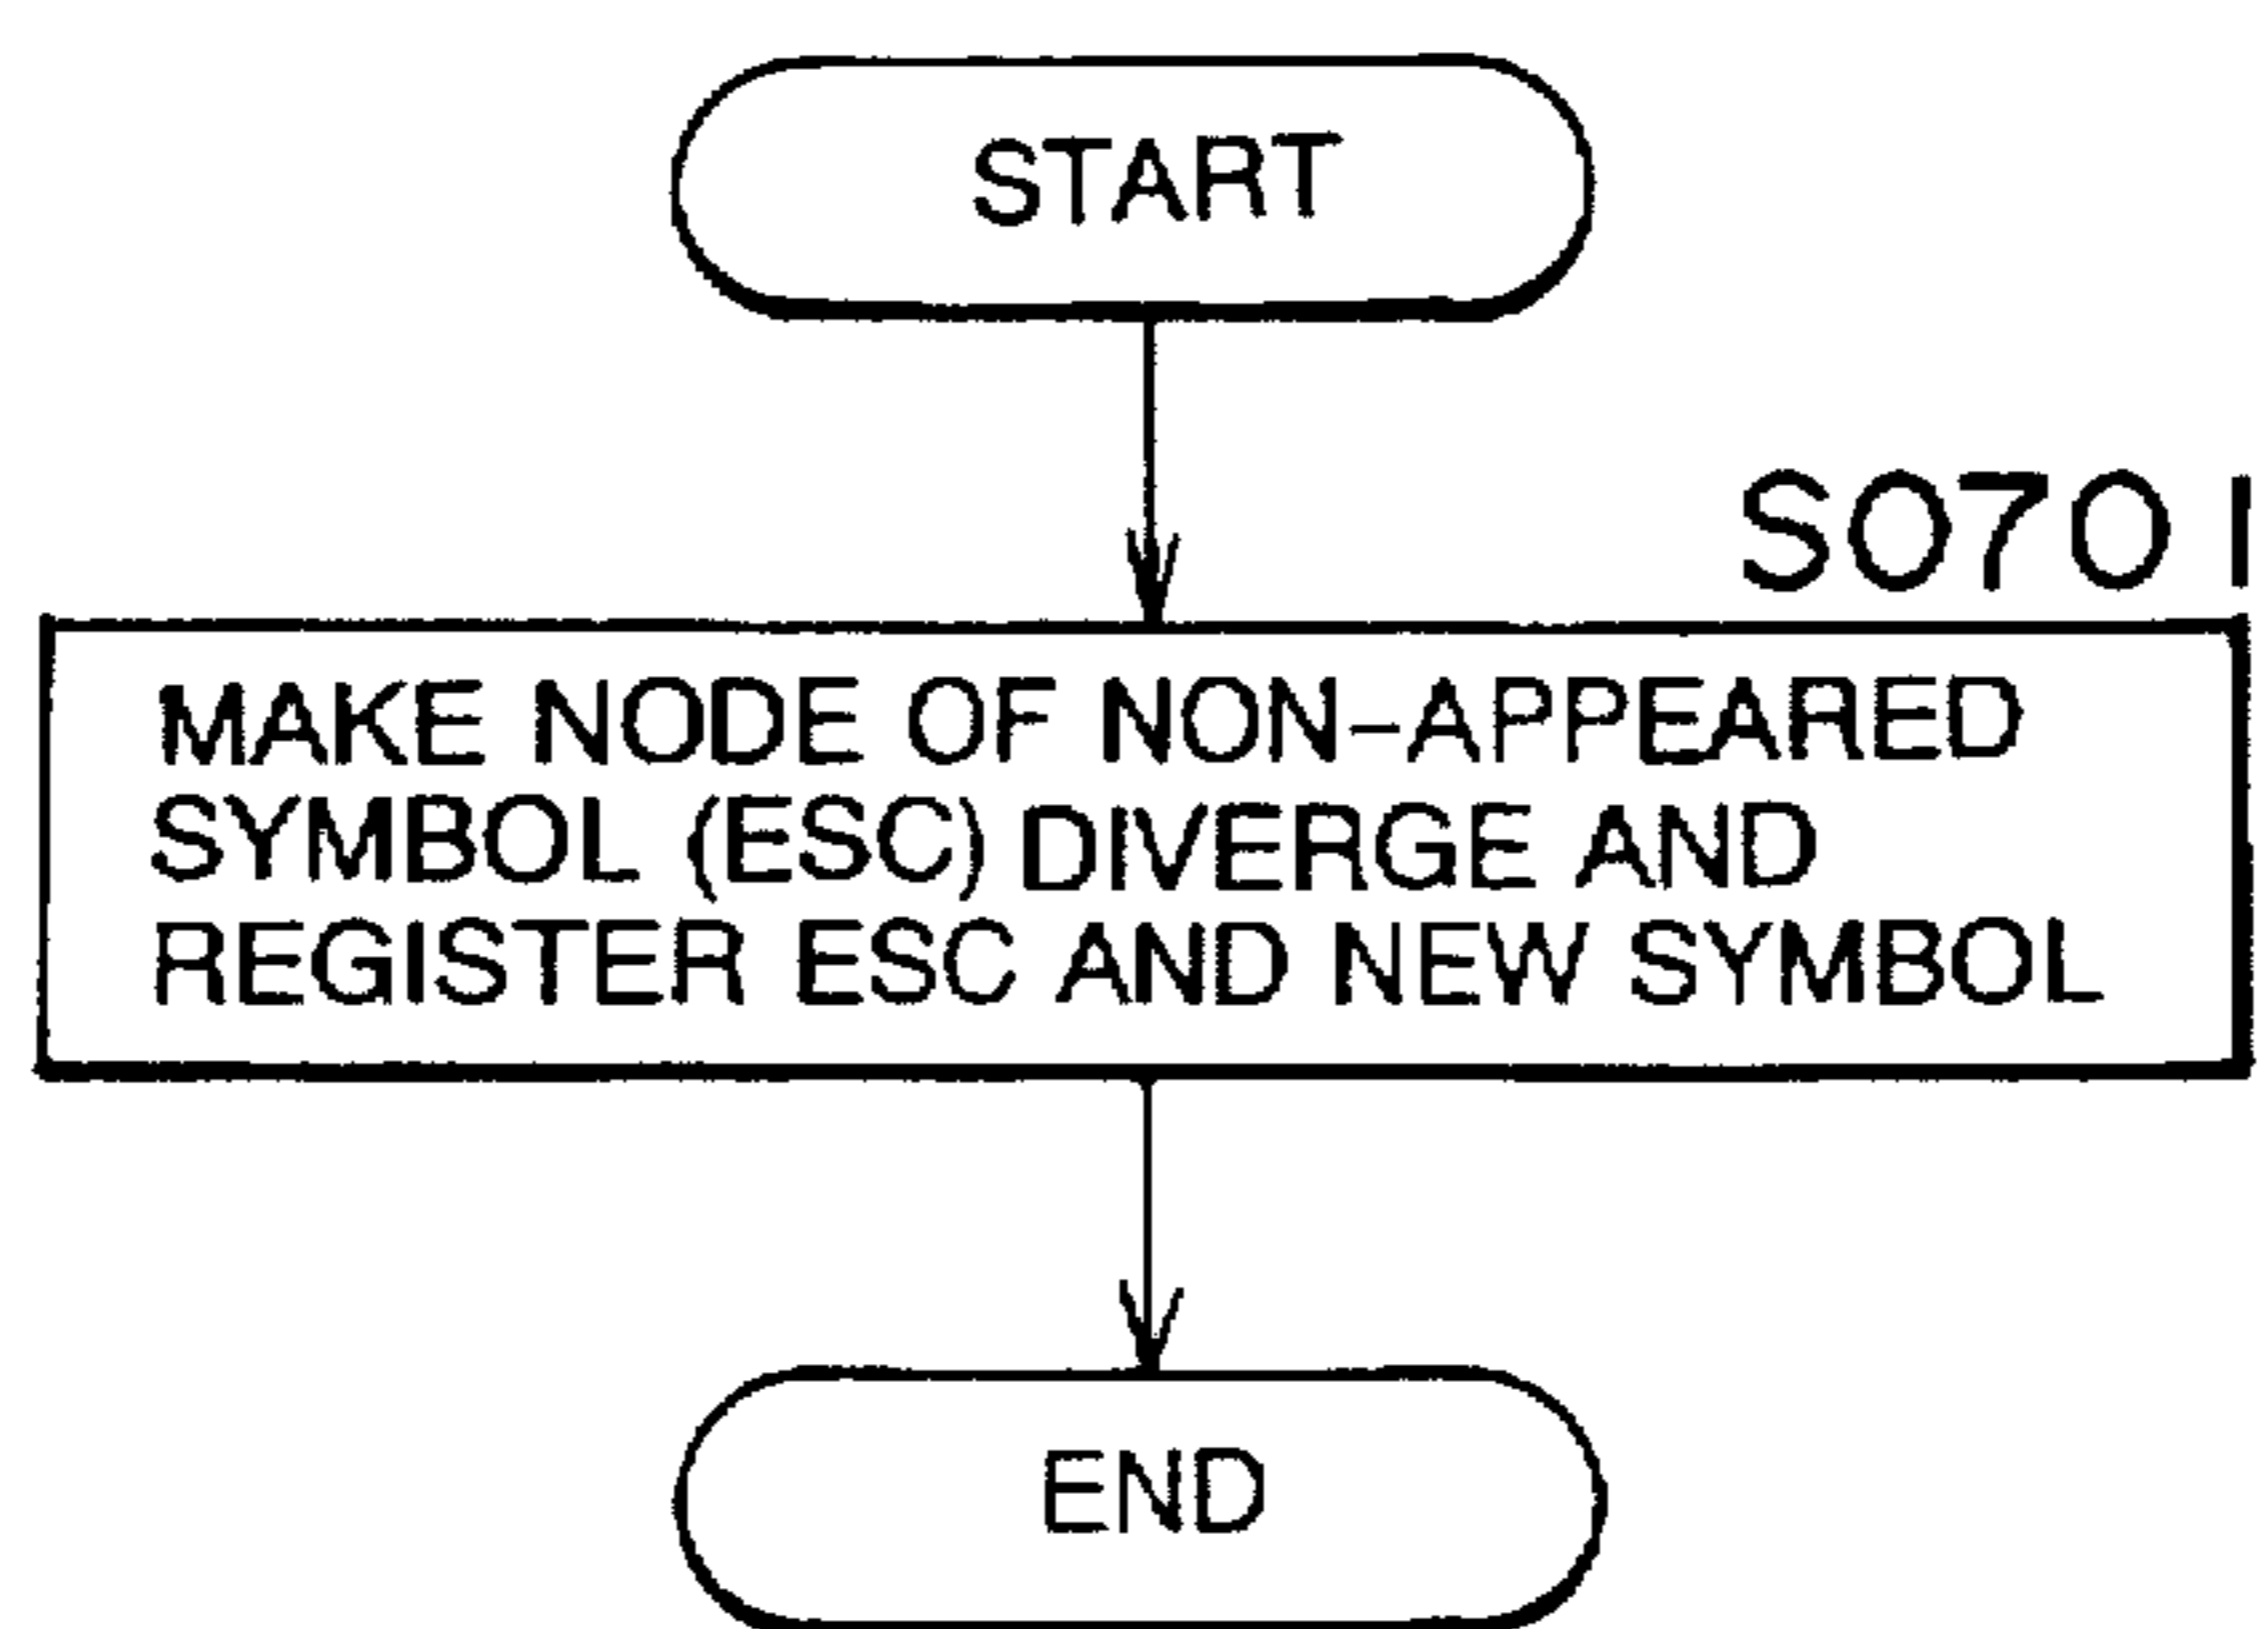 START
S0701
MAKE NODE OF NON-APPEARED
SYMBOL (ESC) DIVERGE AND
REGISTER ESC AND NEW SYMBOL
END